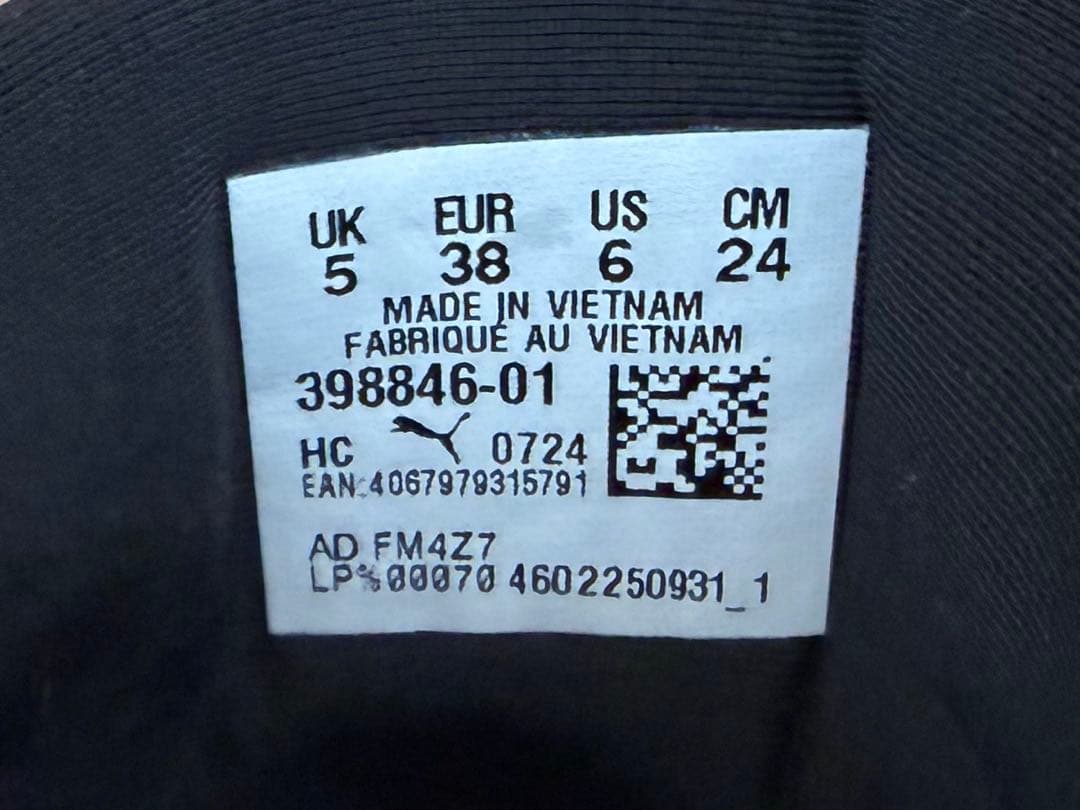 UK EUR US CM
5 38 6 24
MADE IN VIETNAM
FABRIQUÉ AU VIETNAM
398846-01
HC 0724
EAN:4067979315791
AD FM4Z7
LP%00070 4602250931_1